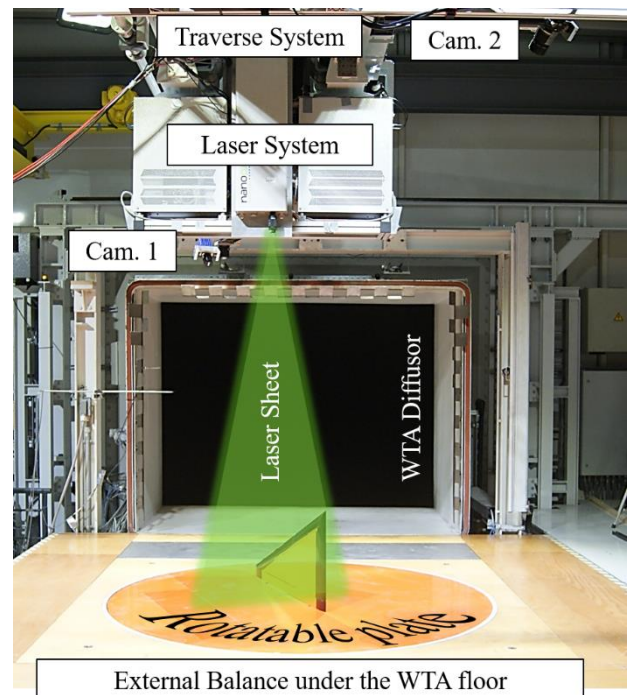 Traverse System
Cam. 2
Laser System
nano
Cam. 1
Laser Sheet
WTA Diffusor
Rotatable plate
External Balance under the WTA floor